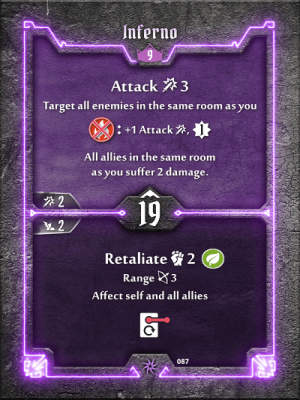 Inferno
9
Attack 3
Target all enemies in the same room as you
: +1 Attack , 1
All allies in the same room
as you suffer 2 damage.
2
19
2
Retaliate 2
Range 3
Affect self and all allies
087